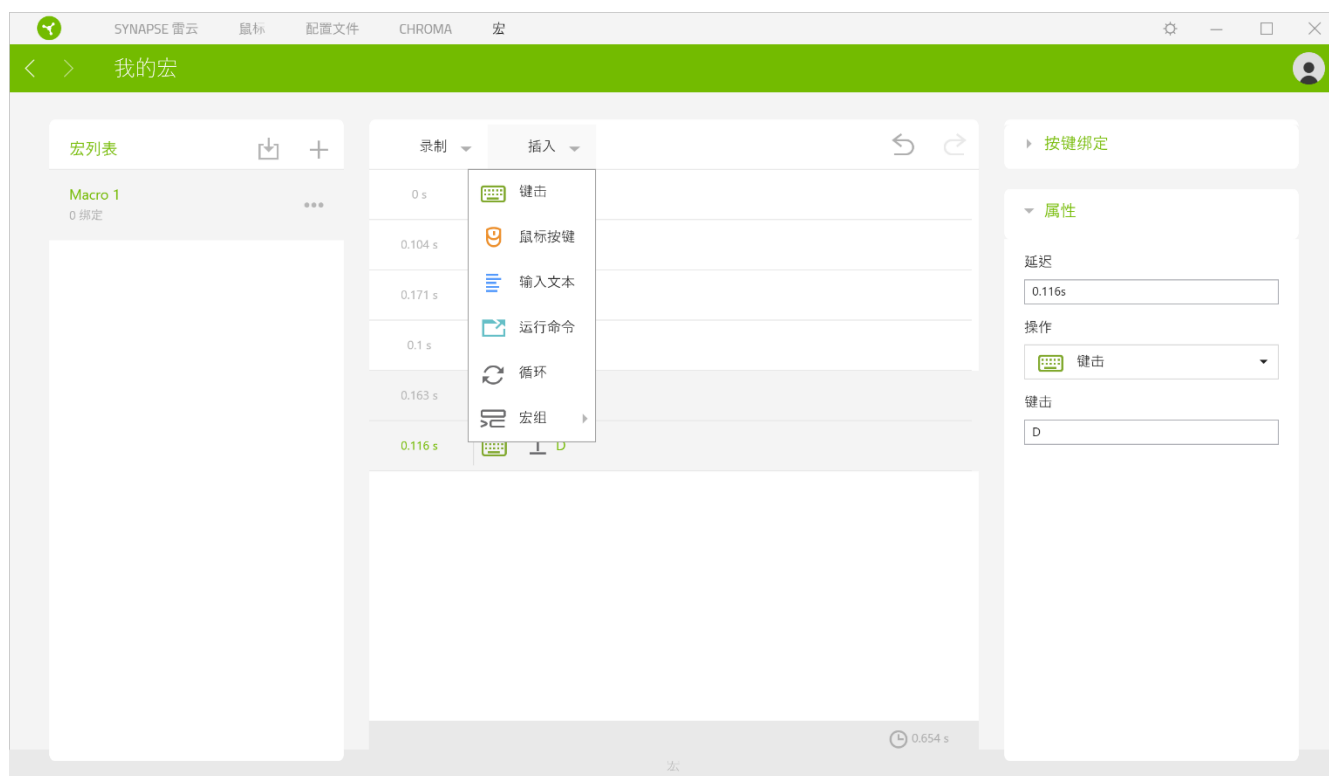 SYNAPSE 雷云 鼠标 配置文件 CHROMA 宏
我的宏
宏列表
Macro 1
0 绑定
录制 插入
0 s
0.104 s
0.171 s
0.1 s
0.163 s
0.116 s D
键击
鼠标按键
输入文本
运行命令
循环
宏组
0.654 s
按键绑定
属性
延迟
0.116s
操作
键击
键击
D
宏